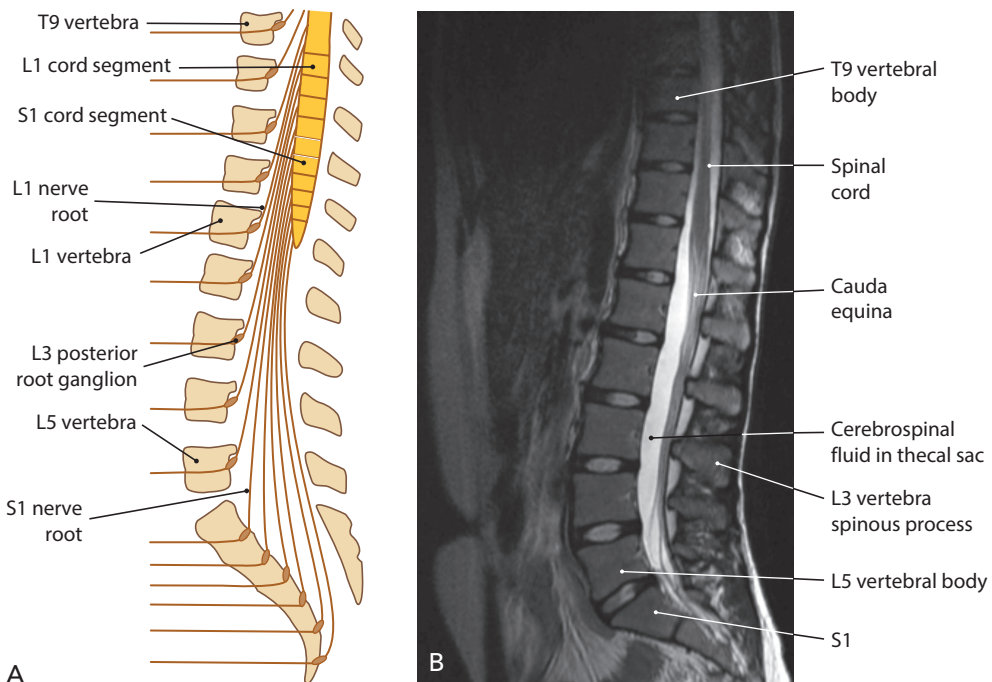 T9 vertebra
L1 cord segment
S1 cord segment
L1 nerve
root
L1 vertebra
L3 posterior
root ganglion
L5 vertebra
S1 nerve
root
A
T9 vertebral
body
Spinal
cord
Cauda
equina
Cerebrospinal
fluid in thecal sac
L3 vertebra
spinous process
L5 vertebral body
S1
B